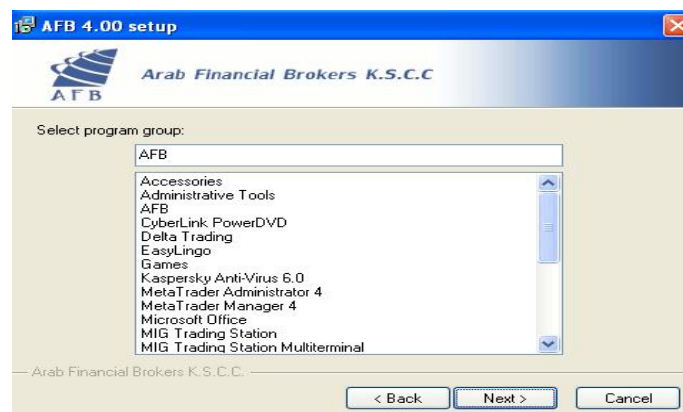 AFB 4.00 setup
AFB
Arab Financial Brokers K.S.C.C
Select program group:
AFB
Accessories
Administrative Tools
AFB
CyberLink PowerDVD
Delta Trading
EasyLingo
Games
Kaspersky Anti-Virus 6.0
MetaTrader Administrator 4
MetaTrader Manager 4
Microsoft Office
MIG Trading Station
MIG Trading Station Multiterminal
Arab Financial Brokers K.S.C.C.
< Back Next > Cancel